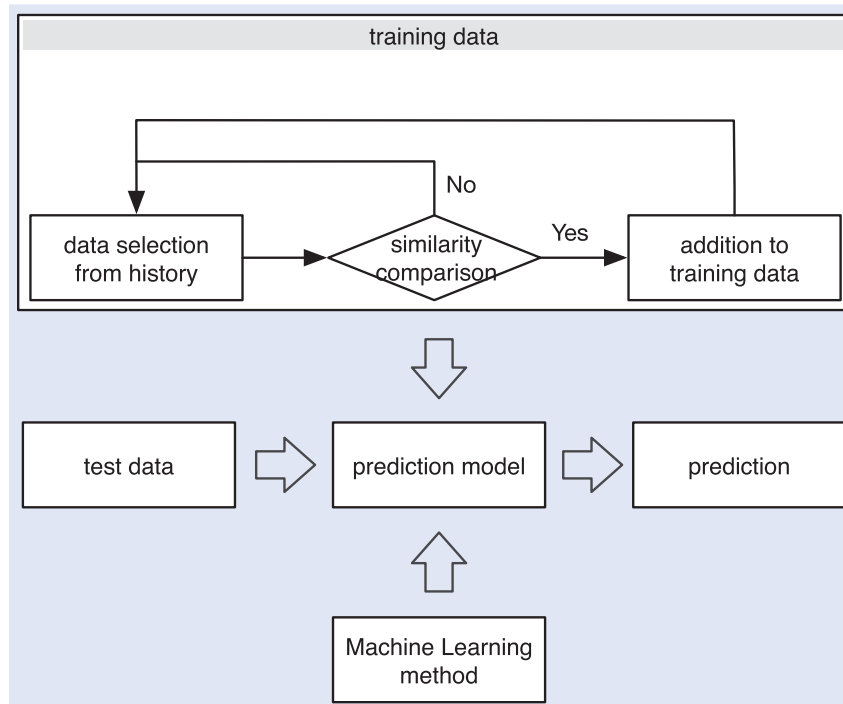 training data
No
Yes
data selection
from history
similarity
comparison
addition to
training data
test data
prediction model
prediction
Machine Learning
method